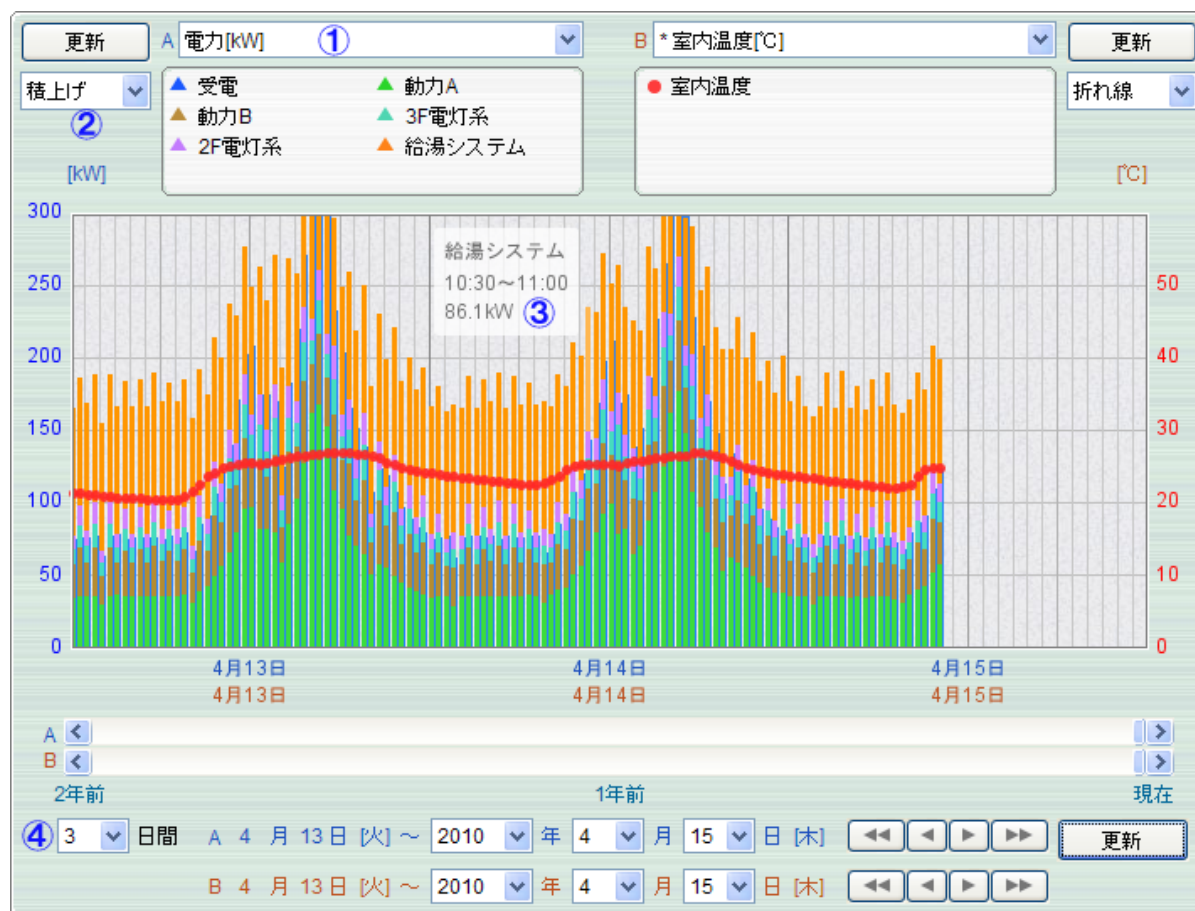 更新 A 電力[kW] ① B *室内温度[℃] 更新
積上げ ▲ 受電 ▲ 動力A ● 室内温度 折れ線
② ▲ 動力B ▲ 3F電灯系
▲ 2F電灯系 ▲ 給湯システム
[kW] [℃]
300
250 50
200 40
150 30
100 20
50 10
0 0
給湯システム
10:30～11:00
86.1kW ③
4月13日 4月14日 4月15日
4月13日 4月14日 4月15日
A
B
2年前 1年前 現在
④ 3 日間 A 4 月 13 日 [火] ～ 2010 年 4 月 15 日 [木] 更新
B 4 月 13 日 [火] ～ 2010 年 4 月 15 日 [木]